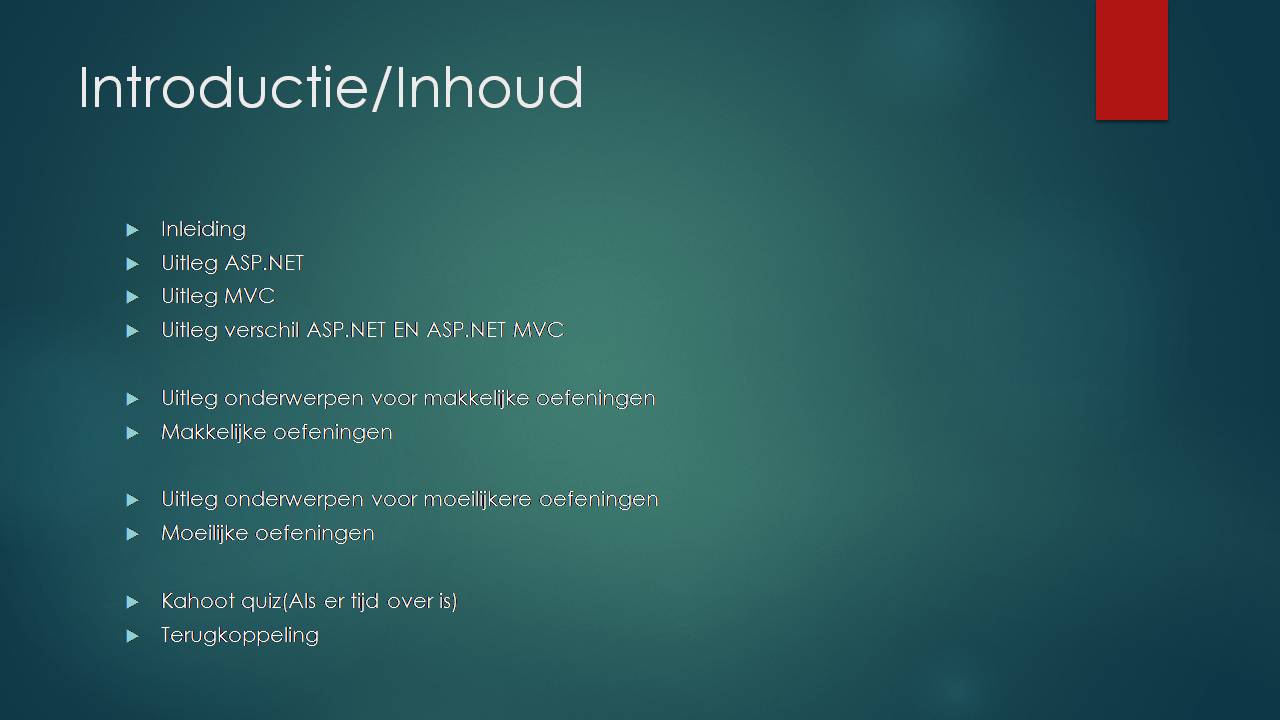 Introductie/Inhoud
Inleiding
Uitleg ASP.NET
Uitleg MVC
Uitleg verschil ASP.NET EN ASP.NET MVC
Uitleg onderwerpen voor makkelijke oefeningen
Makkelijke oefeningen
Uitleg onderwerpen voor moeilijkere oefeningen
Moeilijke oefeningen
Kahoot quiz(Als er tijd over is)
Terugkoppeling